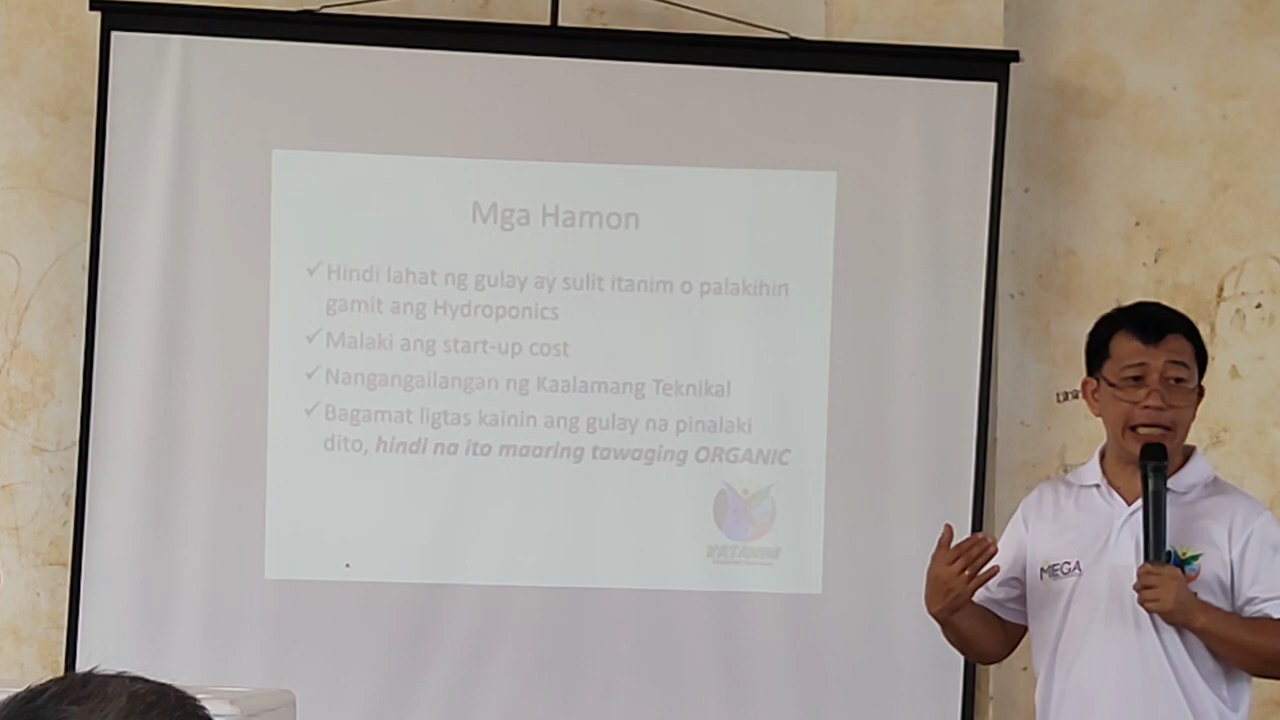 Mga Hamon
✓Hindi lahat ng gulay ay sulit itanim o palakihin
gamit ang Hydroponics
✓Malaki ang start-up cost
✓Nangangailangan ng Kaalamang Teknikal
✓Bagamat ligtas kainin ang gulay na pinalaki
dito, hindi na ito maaring tawaging ORGANIC
KATANIM
MEGA